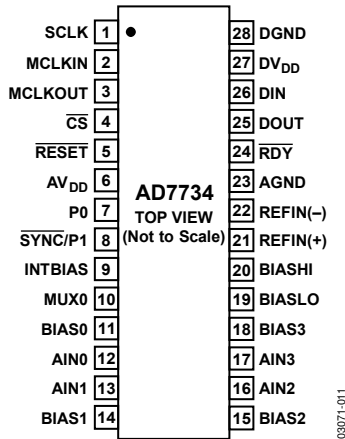 SCLK 1 28 DGND
MCLKIN 2 27 DVDD
MCLKOUT 3 26 DIN
CS 4 25 DOUT
RESET 5 24 RDY
AVDD 6 23 AGND
AD7734
P0 7 22 REFIN(–)
TOP VIEW
SYNC/P1 8 (Not to Scale) 21 REFIN(+)
INTBIAS 9 20 BIASHI
MUX0 10 19 BIASLO
BIAS0 11 18 BIAS3
AIN0 12 17 AIN3
AIN1 13 16 AIN2
BIAS1 14 15 BIAS2
03071-011